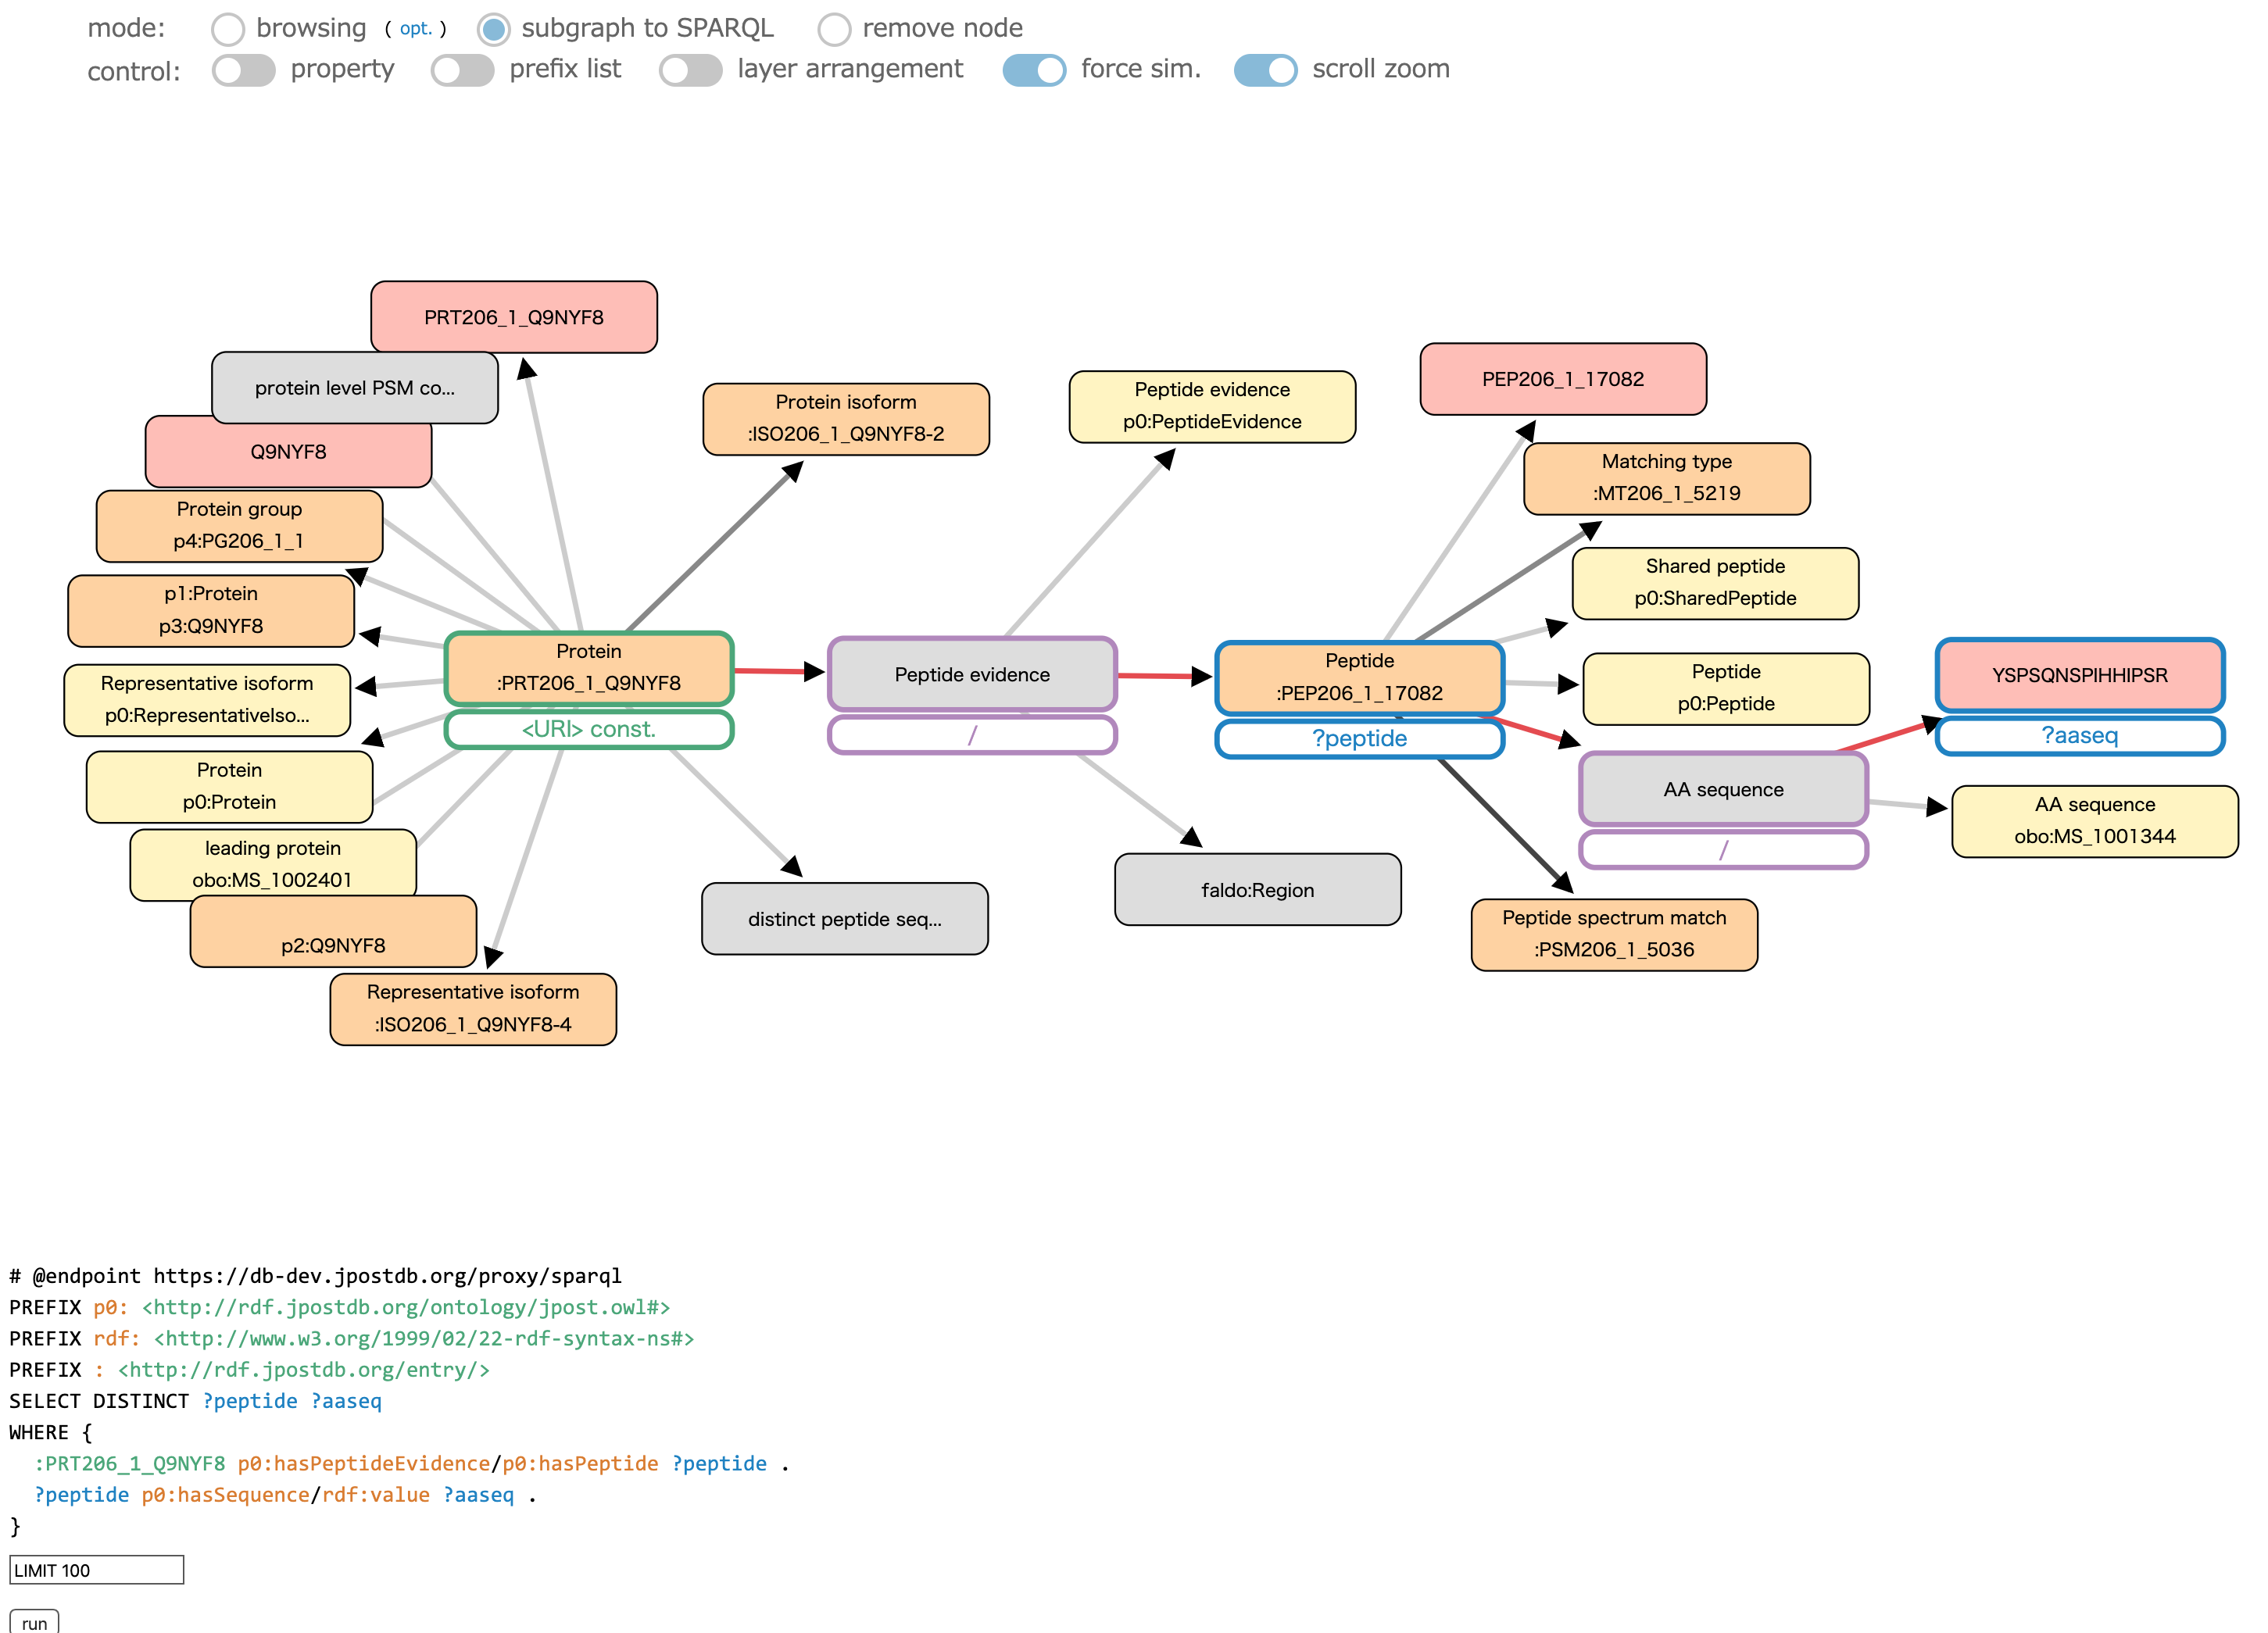 mode: browsing ( opt. ) subgraph to SPARQL remove node
control: property prefix list layer arrangement force sim. scroll zoom
PRT206_1_Q9NYF8
protein level PSM co...
Q9NYF8
Protein group
p4:PG206_1_1
p1:Protein
p3:Q9NYF8
Representative isoform
p0:RepresentativeIso...
Protein
p0:Protein
leading protein
obo:MS_1002401
p2:Q9NYF8
Representative isoform
:ISO206_1_Q9NYF8-4
Protein
:PRT206_1_Q9NYF8
<URI> const.
Protein isoform
:ISO206_1_Q9NYF8-2
distinct peptide seq...
Peptide evidence
/
Peptide evidence
p0:PeptideEvidence
faldo:Region
Peptide
:PEP206_1_17082
?peptide
PEP206_1_17082
Matching type
:MT206_1_5219
Shared peptide
p0:SharedPeptide
Peptide
p0:Peptide
AA sequence
/
Peptide spectrum match
:PSM206_1_5036
YSPSQNSPIHHIPSR
?aaseq
AA sequence
obo:MS_1001344
# @endpoint https://db-dev.jpostdb.org/proxy/sparql
PREFIX p0: <http://rdf.jpostdb.org/ontology/jpost.owl#>
PREFIX rdf: <http://www.w3.org/1999/02/22-rdf-syntax-ns#>
PREFIX : <http://rdf.jpostdb.org/entry/>
SELECT DISTINCT ?peptide ?aaseq
WHERE {
:PRT206_1_Q9NYF8 p0:hasPeptideEvidence/p0:hasPeptide ?peptide .
?peptide p0:hasSequence/rdf:value ?aaseq .
}
LIMIT 100
run